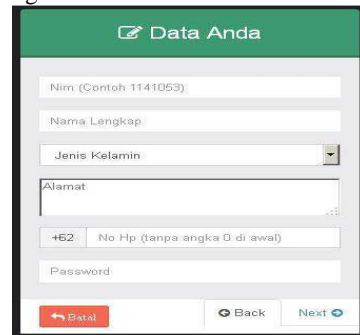 Data Anda
Nim (Contoh 1141053)
Nama Lengkap
Jenis Kelamin
Alamat
+62 No Hp (tanpa angka 0 di awal)
Password
Batal Back Next